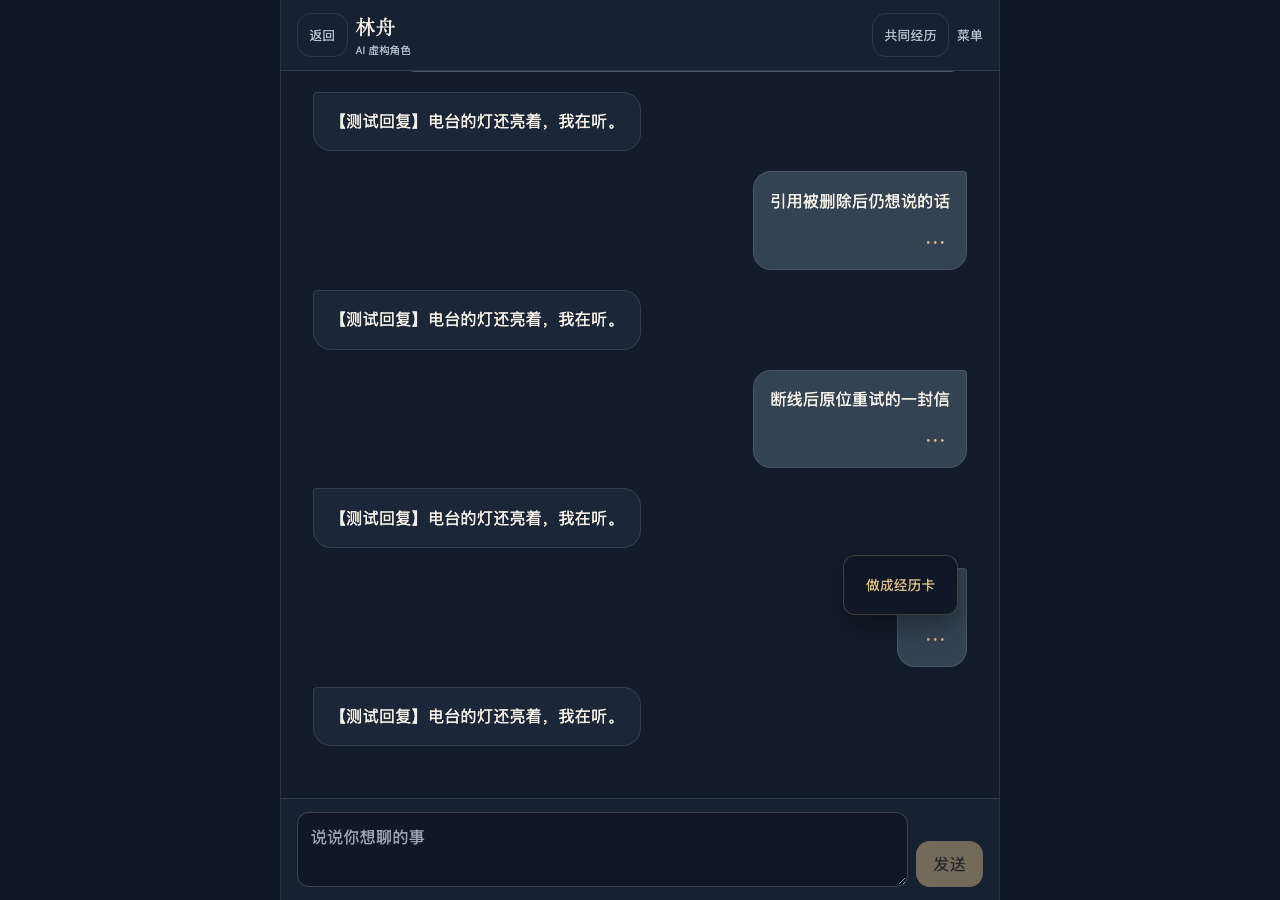 返回
林舟
AI 虚构角色
共同经历
菜单
【测试回复】电台的灯还亮着，我在听。
引用被删除后仍想说的话
...
【测试回复】电台的灯还亮着，我在听。
断线后原位重试的一封信
...
【测试回复】电台的灯还亮着，我在听。
做成经历卡
...
【测试回复】电台的灯还亮着，我在听。
说说你想聊的事
发送